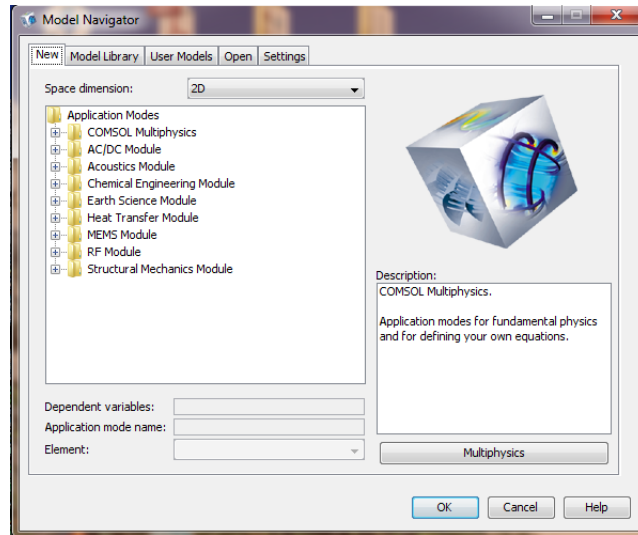 Model Navigator
New Model Library User Models Open Settings
Space dimension: 2D
Application Modes
COMSOL Multiphysics
AC/DC Module
Acoustics Module
Chemical Engineering Module
Earth Science Module
Heat Transfer Module
MEMS Module
RF Module
Structural Mechanics Module
Description:
COMSOL Multiphysics.
Application modes for fundamental physics
and for defining your own equations.
Dependent variables:
Application mode name:
Element:
Multiphysics
OK Cancel Help